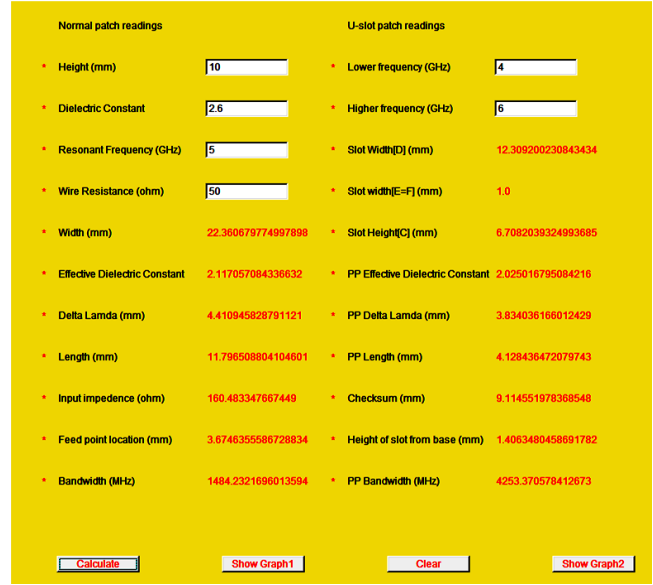 Normal patch readings U-slot patch readings
* Height (mm) 10 * Lower frequency (GHz) 4
* Dielectric Constant 2.6 * Higher frequency (GHz) 6
* Resonant Frequency (GHz) 5 * Slot Width[D] (mm) 12.309200230843434
* Wire Resistance (ohm) 50 * Slot width[E=F] (mm) 1.0
* Width (mm) 22.360679774997898 * Slot Height[C] (mm) 6.7082039324993685
* Effective Dielectric Constant 2.117057084336632 * PP Effective Dielectric Constant 2.025016795084216
* Delta Lamda (mm) 4.410945828791121 * PP Delta Lamda (mm) 3.834036166012429
* Length (mm) 11.796508804104601 * PP Length (mm) 4.128436472079743
* Input impedence (ohm) 160.483347667449 * Checksum (mm) 9.114551978368548
* Feed point location (mm) 3.6746355586728834 * Height of slot from base (mm) 1.4063480458691782
* Bandwidth (MHz) 1484.2321696013594 * PP Bandwidth (MHz) 4253.370578412673
Calculate Show Graph1 Clear Show Graph2